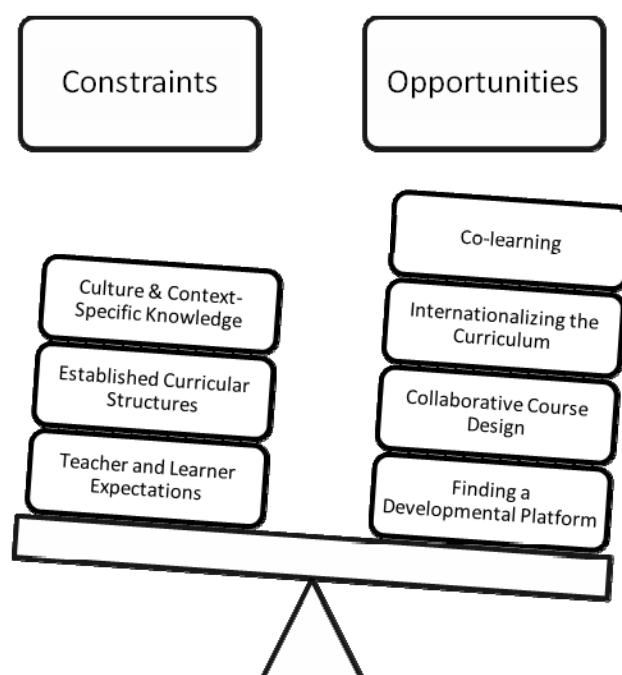 Constraints
Opportunities
Culture & Context-
Specific Knowledge
Established Curricular
Structures
Teacher and Learner
Expectations
Co-learning
Internationalizing the
Curriculum
Collaborative Course
Design
Finding a
Developmental Platform